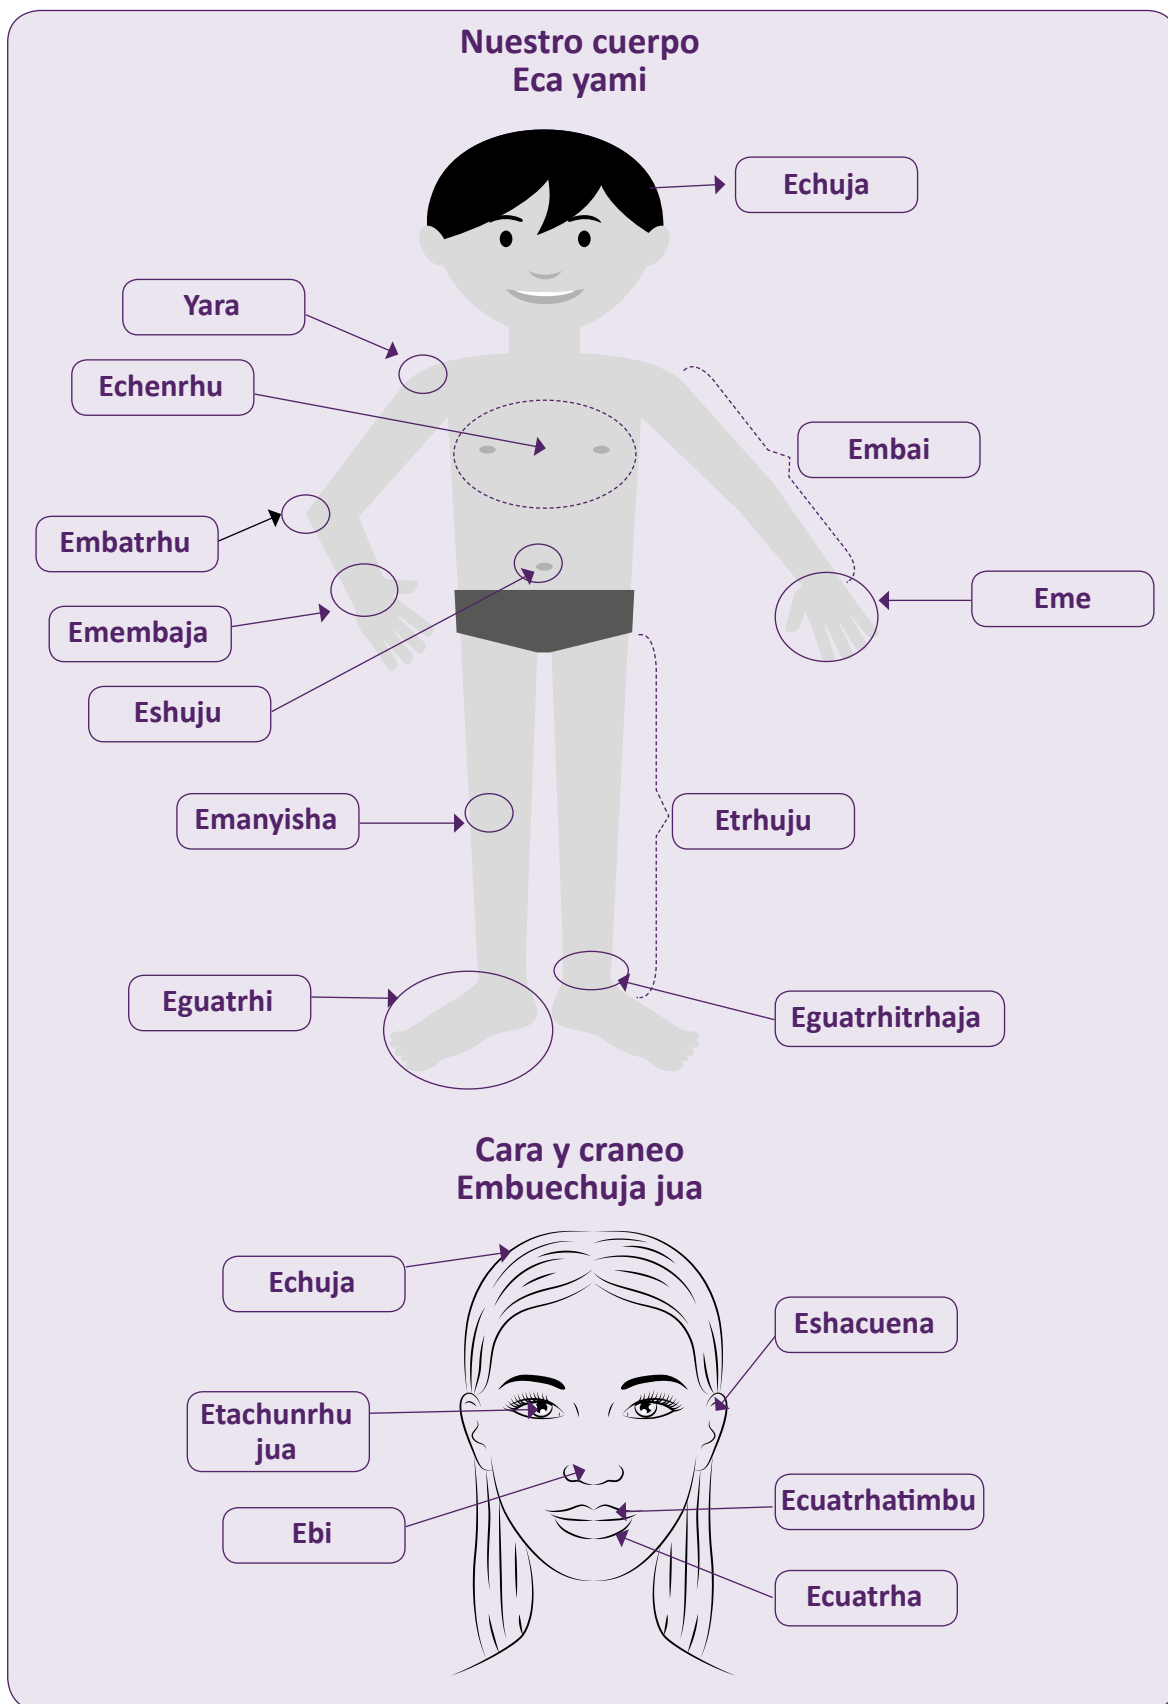 Nuestro cuerpo
Eca yami
Echuja
Yara
Echenrhu
Embai
Embatrhu
Eme
Emembaja
Eshuju
Emanyisha
Etrhuju
Eguatrhi
Eguatrhitrhaja
Cara y craneo
Embuechuja jua
Echuja
Eshacuena
Etachunrhu
jua
Ebi
Ecuatrhatimbu
Ecuatrha